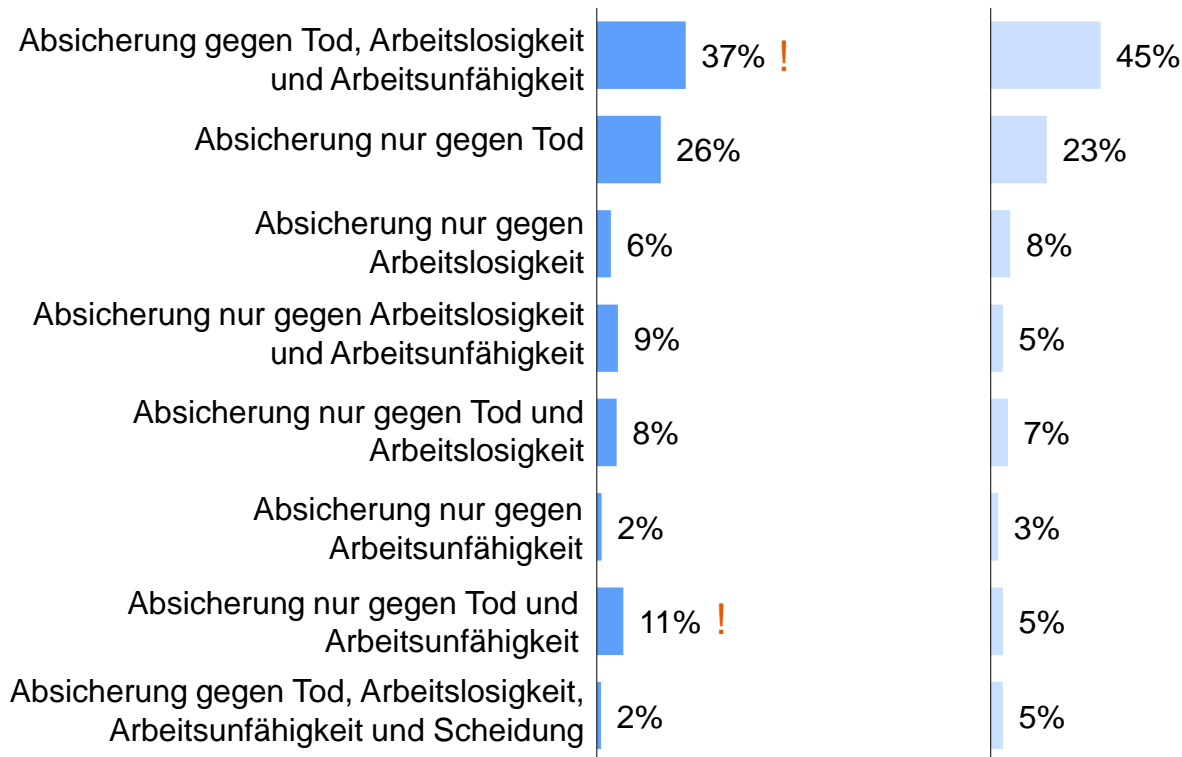 Absicherung gegen Tod, Arbeitslosigkeit
und Arbeitsunfähigkeit
37% !
45%
Absicherung nur gegen Tod
26%
23%
Absicherung nur gegen
Arbeitslosigkeit
6%
8%
Absicherung nur gegen Arbeitslosigkeit
und Arbeitsunfähigkeit
9%
5%
Absicherung nur gegen Tod und
Arbeitslosigkeit
8%
7%
Absicherung nur gegen
Arbeitsunfähigkeit
2%
3%
Absicherung nur gegen Tod und
Arbeitsunfähigkeit
11% !
5%
Absicherung gegen Tod, Arbeitslosigkeit,
Arbeitsunfähigkeit und Scheidung
2%
5%